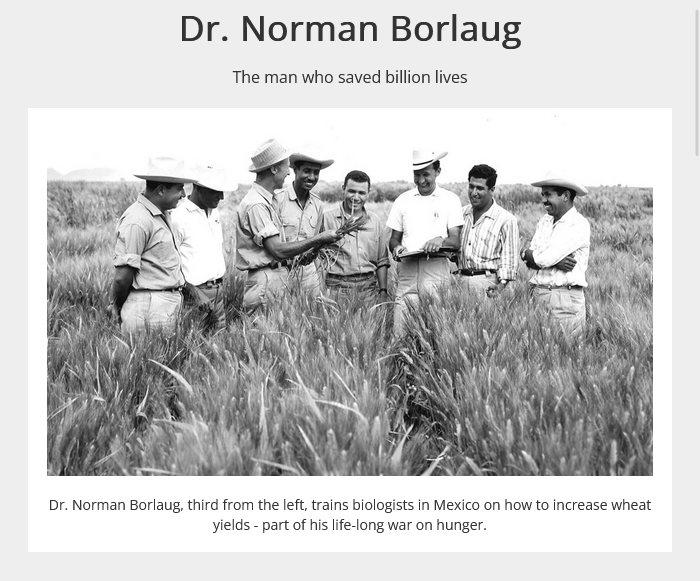 Dr. Norman Borlaug
The man who saved billion lives
Dr. Norman Borlaug, third from the left, trains biologists in Mexico on how to increase wheat
yields - part of his life-long war on hunger.